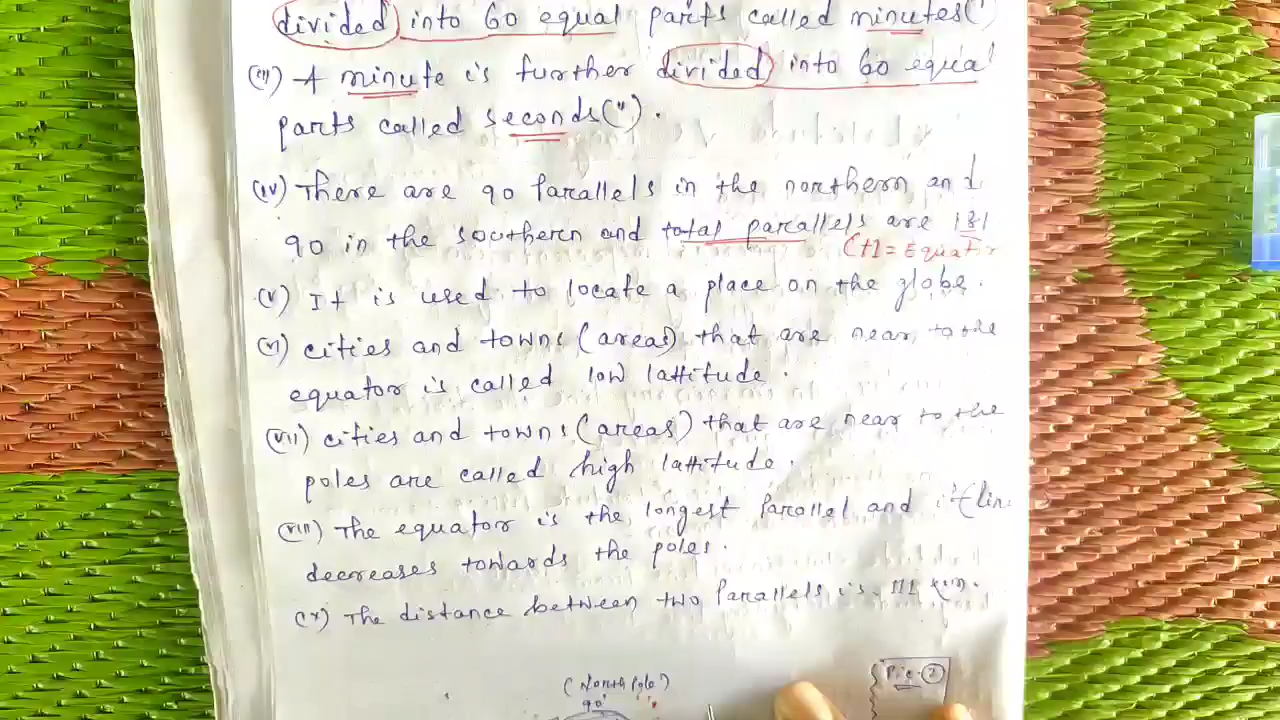 divided into 60 equal parts called minutes(')
(iii) A minute is further divided into 60 equal
parts called seconds(").
(iv) There are 90 Parallels in the northern and
90 in the southern and total parallels are 181
(+1 = Equator
(v) It is used to locate a place on the globe.
(vi) cities and towns (areas) that are near to the
equator is called low lattitude.
(vii) cities and towns (areas) that are near to the
poles are called high lattitude.
(viii) The equator is the longest Parallel and it
decreases towards the poles.
(ix) The distance between two Parallels is 111 km.
(North Pole)
90°